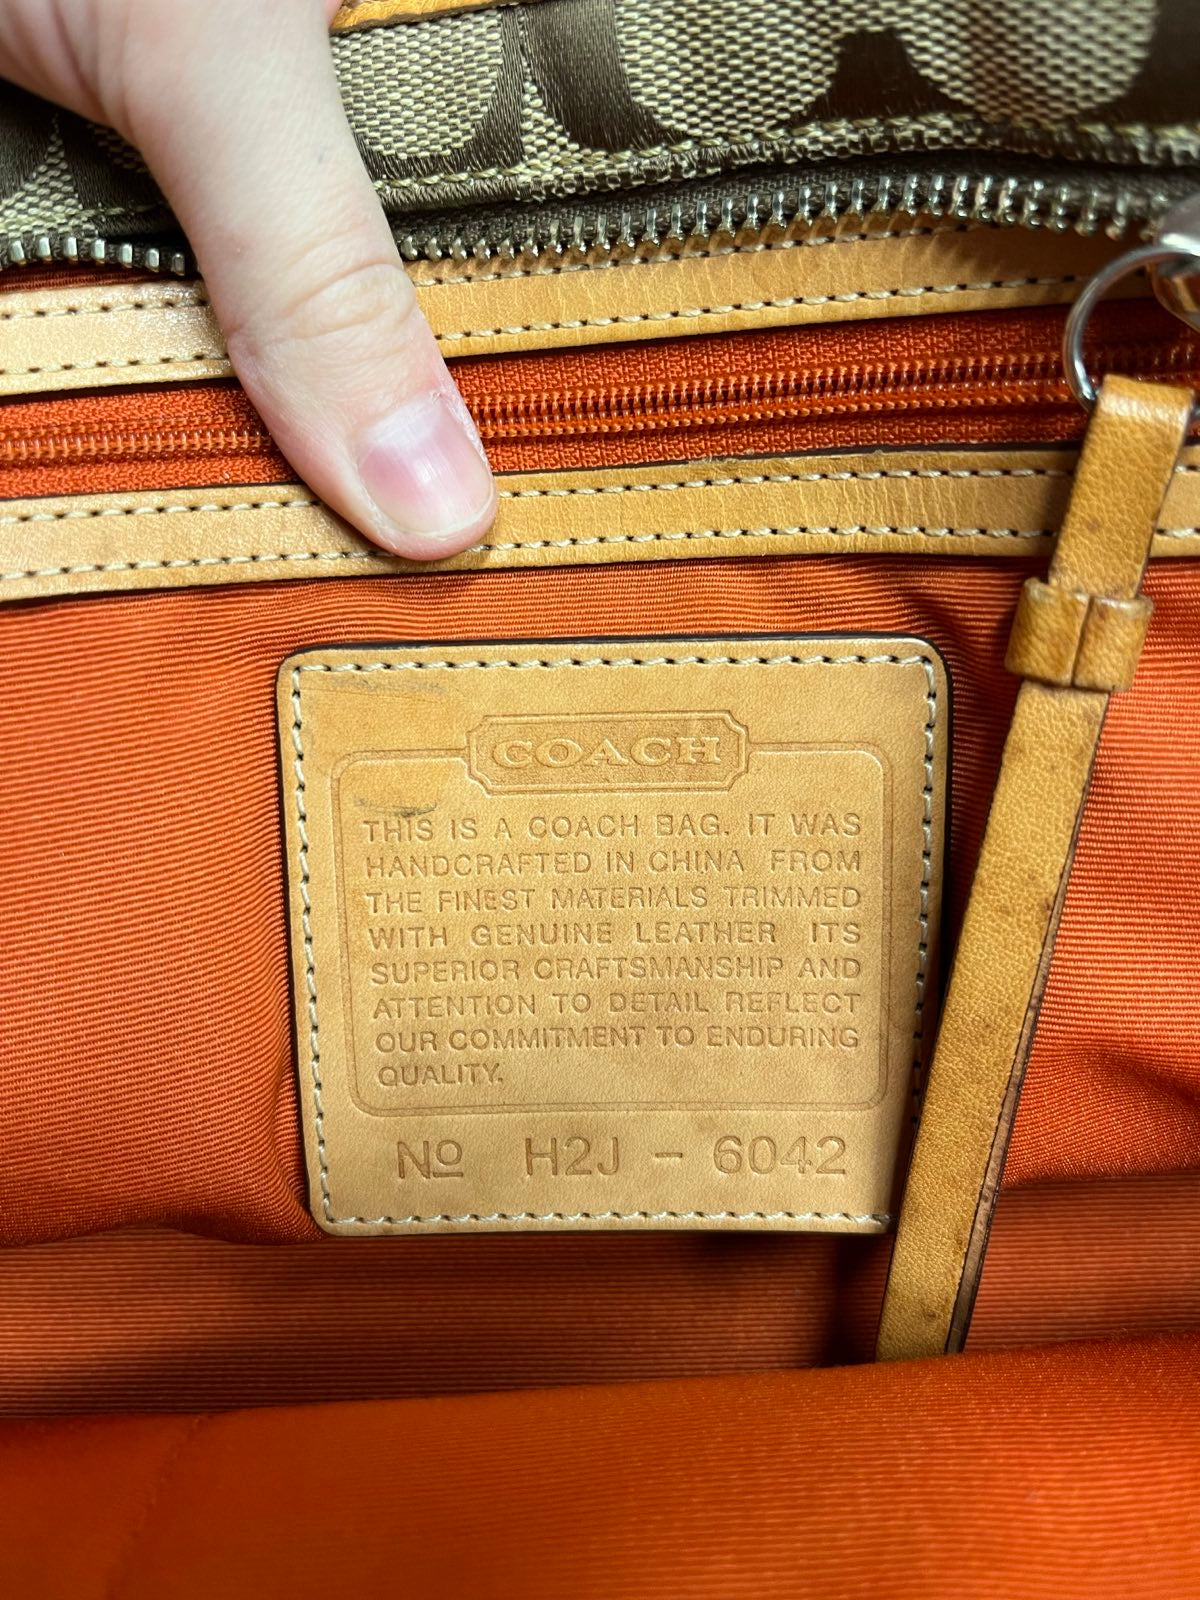 COACH
THIS IS A COACH BAG. IT WAS
HANDCRAFTED IN CHINA FROM
THE FINEST MATERIALS TRIMMED
WITH GENUINE LEATHER ITS
SUPERIOR CRAFTSMANSHIP AND
ATTENTION TO DETAIL REFLECT
OUR COMMITMENT TO ENDURING
QUALITY.
Nº H2J - 6042